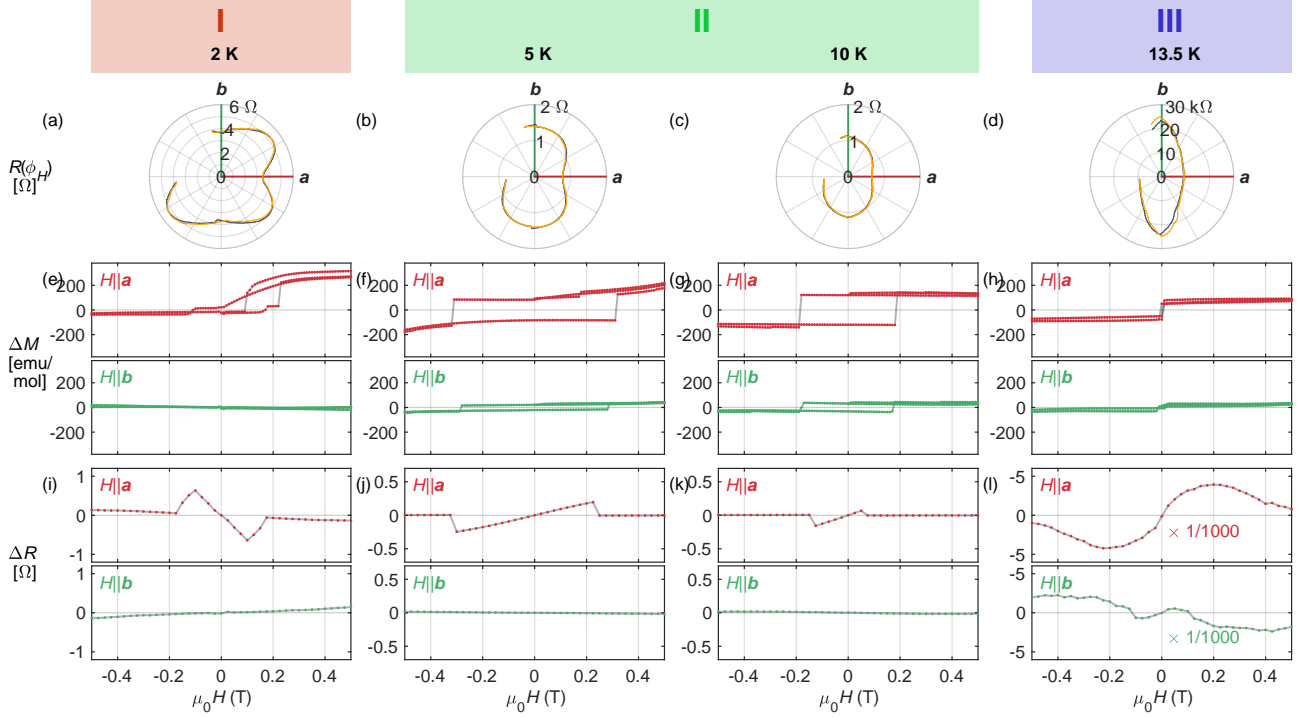 I II III
2 K 5 K 10 K 13.5 K
b b b b
(a) 6 Ω (b) 2 Ω (c) 2 Ω (d) 30 kΩ
4 1 1 20
2 10
R(ϕH) 0 a 0 0 0 a
[Ω]
(e) H||a (f) H||a (g) H||a (h) H||a
200 200 200 200
0 0 0 0
-200 -200 -200 -200
ΔM
[emu/
mol]
H||b H||b H||b H||b
200 200 200 200
0 0 0 0
-200 -200 -200 -200
(i) 1 H||a (j) 0.5 H||a (k) 0.5 H||a (l) -5 H||a
0 0 0 0
× 1/1000
-1 -0.5 -0.5 5
ΔR
[Ω]
1 H||b 0.5 H||b 0.5 H||b -5 H||b
0 0 0 0
× 1/1000
-1 -0.5 -0.5 5
-0.4 -0.2 0 0.2 0.4 -0.4 -0.2 0 0.2 0.4 -0.4 -0.2 0 0.2 0.4 -0.4 -0.2 0 0.2 0.4
μ0H (T) μ0H (T) μ0H (T) μ0H (T)